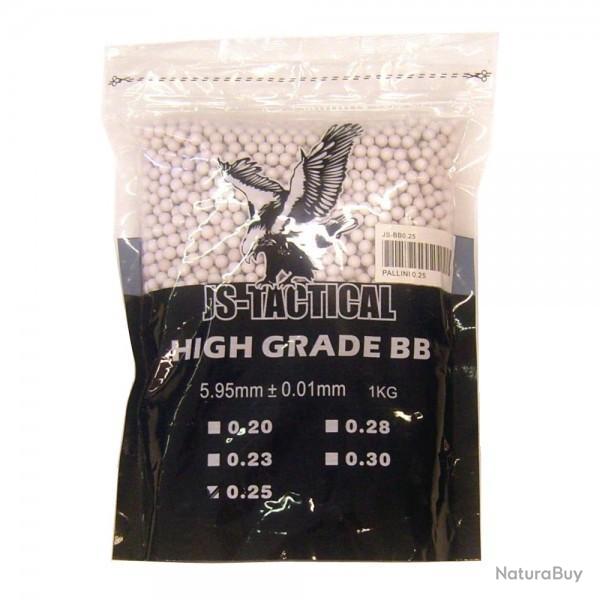 JS-BB0.25
PALLINI 0.25
JS-TACTICAL
HIGH GRADE BB
5.95mm ± 0.01mm 1KG
0.20 0.28
0.23 0.30
0.25
NaturaBuy